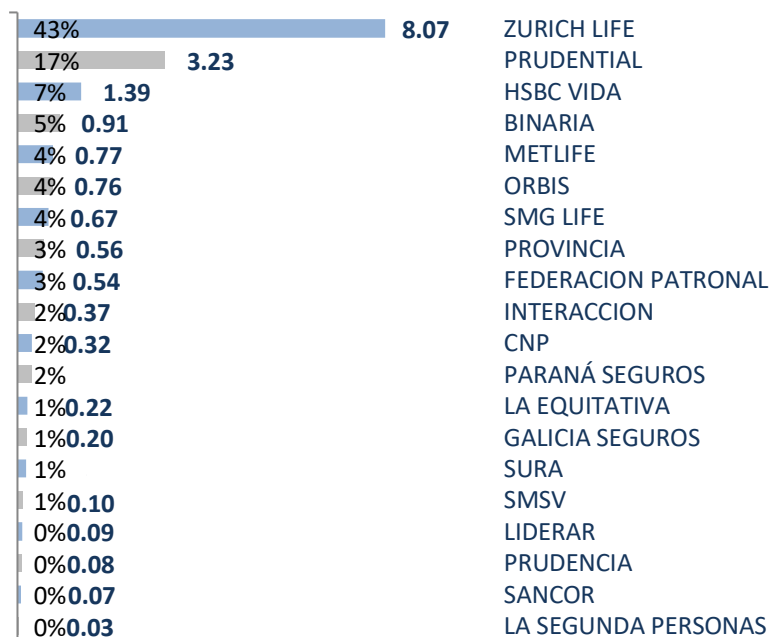 43% 8.07 ZURICH LIFE
17% 3.23 PRUDENTIAL
7% 1.39 HSBC VIDA
5% 0.91 BINARIA
4% 0.77 METLIFE
4% 0.76 ORBIS
4% 0.67 SMG LIFE
3% 0.56 PROVINCIA
3% 0.54 FEDERACION PATRONAL
2% 0.37 INTERACCION
2% 0.32 CNP
2% PARANÁ SEGUROS
1% 0.22 LA EQUITATIVA
1% 0.20 GALICIA SEGUROS
1% SURA
1% 0.10 SMSV
0% 0.09 LIDERAR
0% 0.08 PRUDENCIA
0% 0.07 SANCOR
0% 0.03 LA SEGUNDA PERSONAS